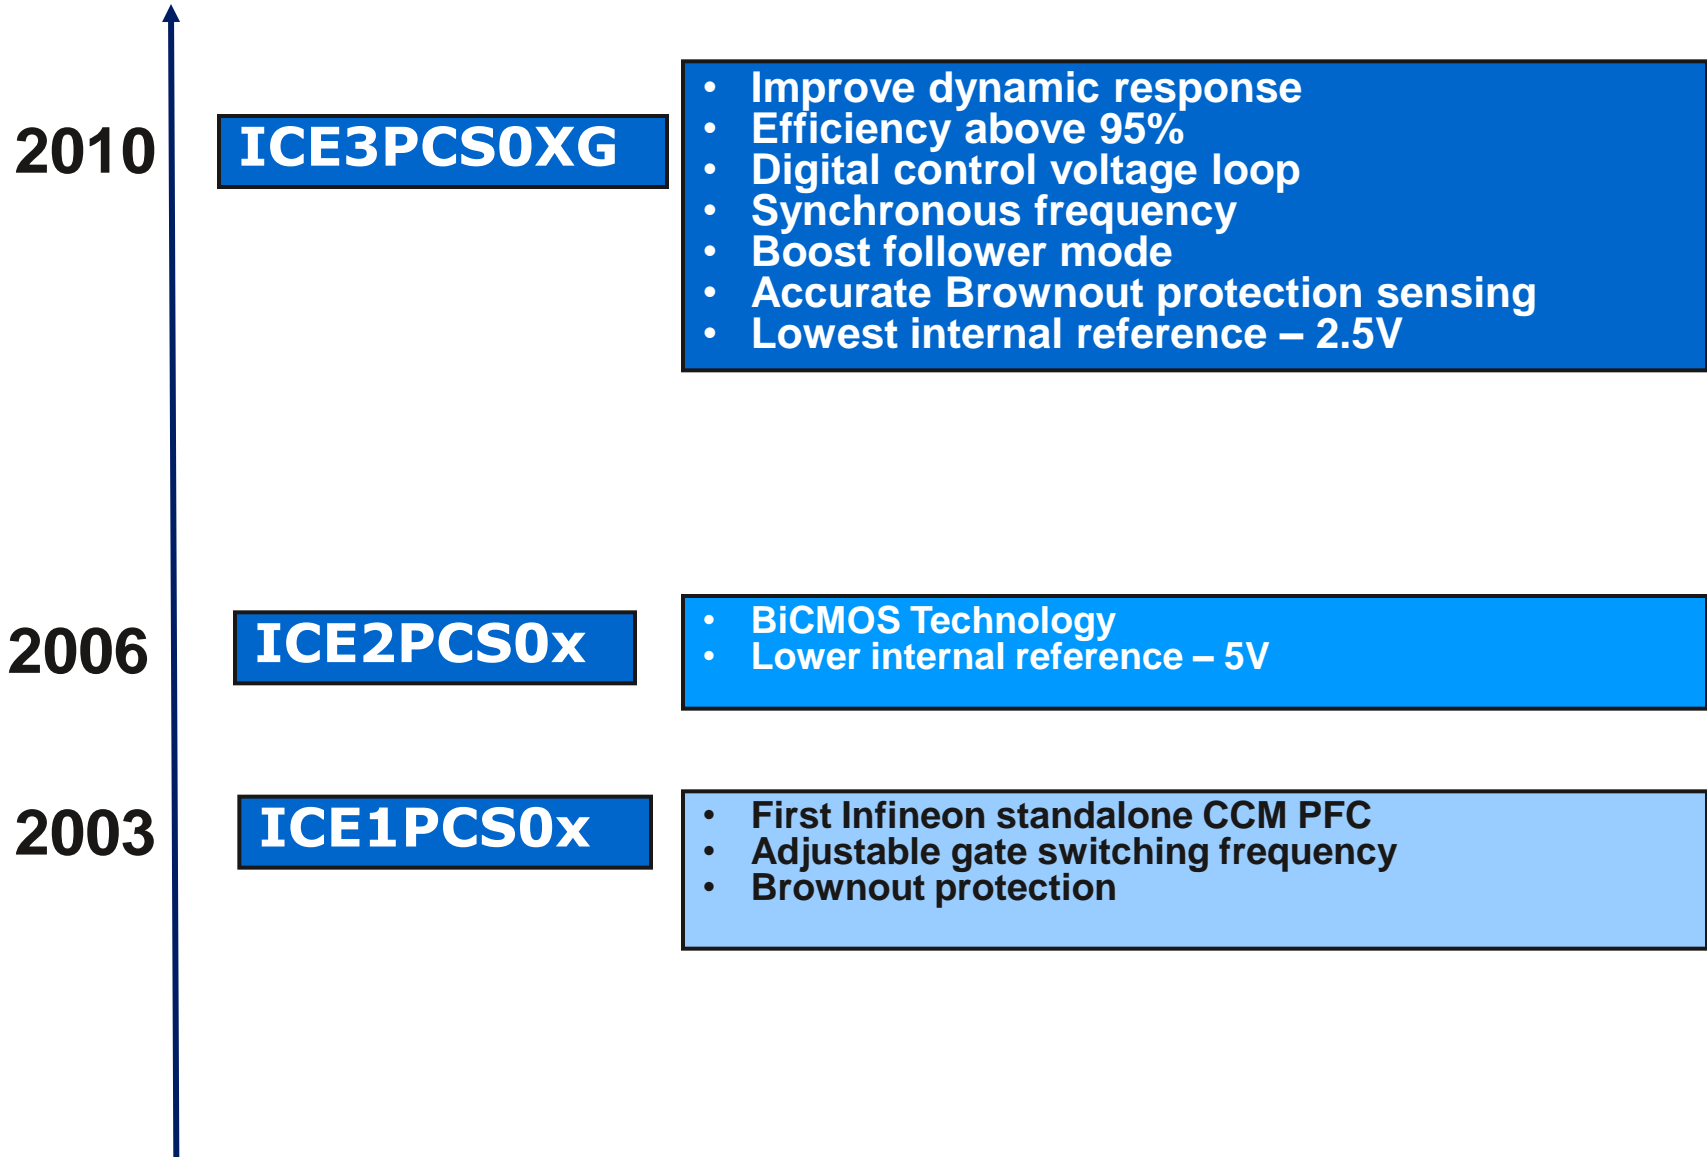 2010
ICE3PCS0XG
• Improve dynamic response
• Efficiency above 95%
• Digital control voltage loop
• Synchronous frequency
• Boost follower mode
• Accurate Brownout protection sensing
• Lowest internal reference – 2.5V
2006
ICE2PCS0x
• BiCMOS Technology
• Lower internal reference – 5V
2003
ICE1PCS0x
• First Infineon standalone CCM PFC
• Adjustable gate switching frequency
• Brownout protection